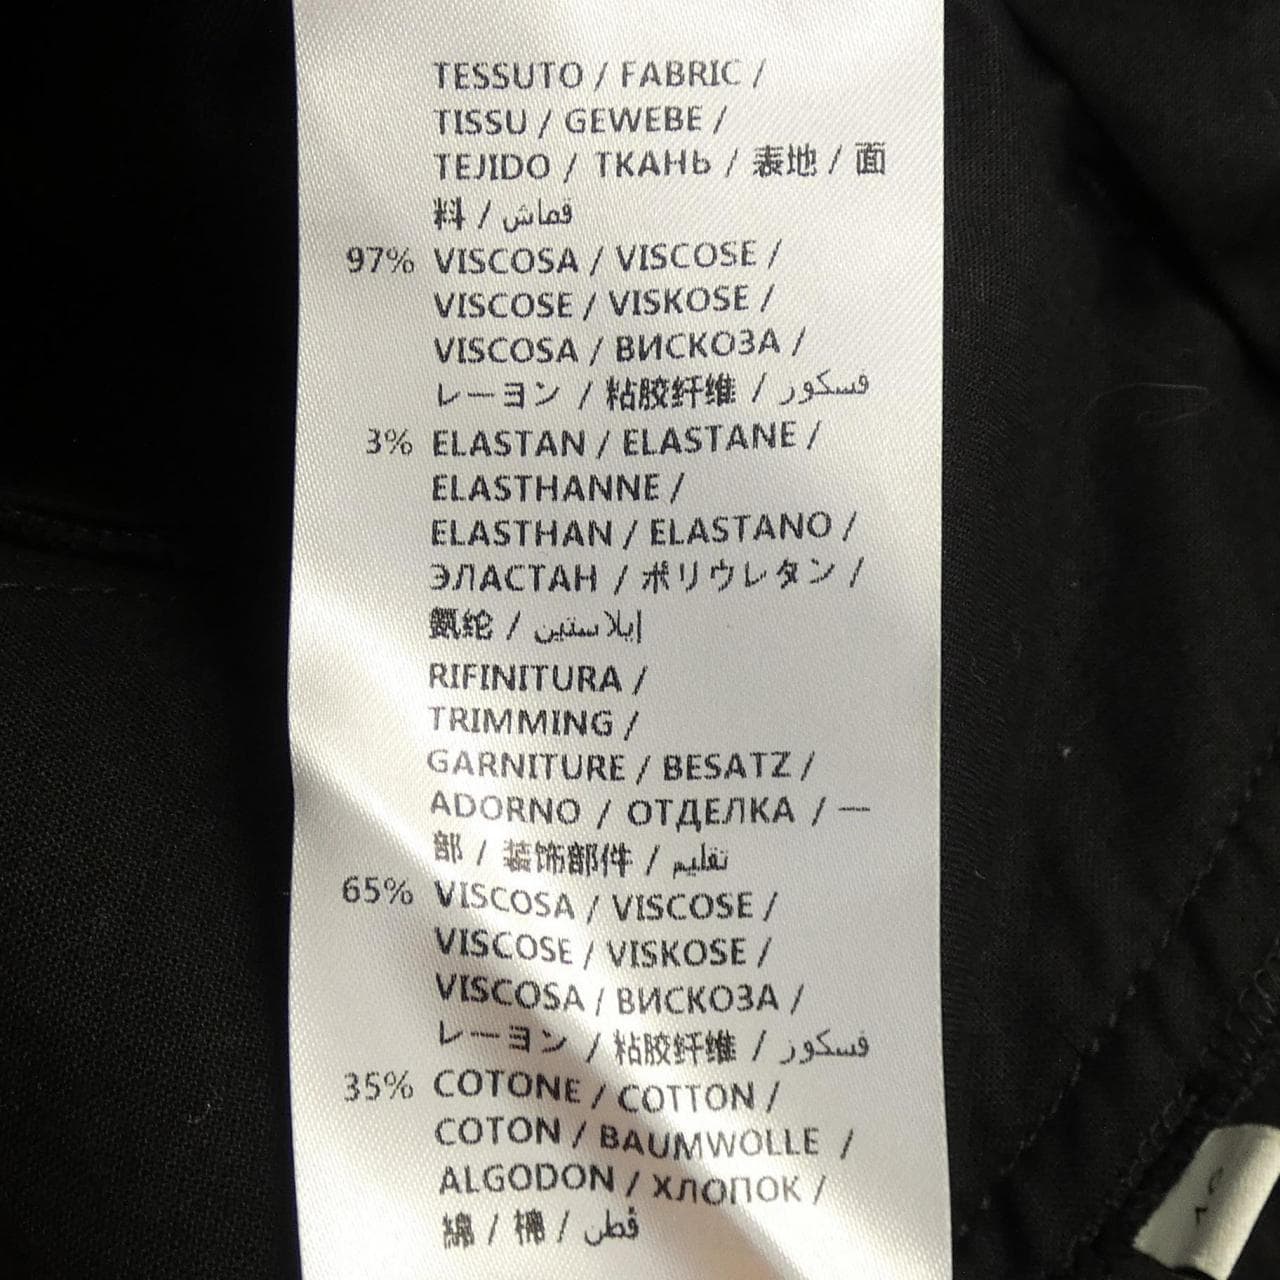 TESSUTO / FABRIC /
TISSU / GEWEBE /
TEJIDO / ТКАНЬ / 表地 / 面
料 / قماش
97% VISCOSA / VISCOSE /
VISCOSE / VISKOSE /
VISCOSA / ВИСКОЗА /
レーヨン / 粘胶纤维 / فسكوز
3% ELASTAN / ELASTANE /
ELASTHANNE /
ELASTHAN / ELASTANO /
ЭЛАСТАН / ポリウレタン /
氨纶 / إيلاستين
RIFINITURA /
TRIMMING /
GARNITURE / BESATZ /
ADORNO / ОТДЕЛКА / 一
部 / 装饰部件 / تقليم
65% VISCOSA / VISCOSE /
VISCOSE / VISKOSE /
VISCOSA / ВИСКОЗА /
レーヨン / 粘胶纤维 / فسكوز
35% COTONE / COTTON /
COTON / BAUMWOLLE /
ALGODON / ХЛОПОК /
綿 / 棉 / قطن